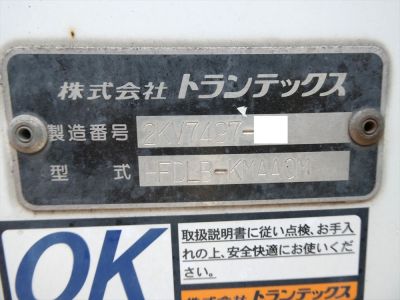 株式会社 トランテックス
製造番号 2KV7497-
型式 HFDLB-KMAA0M
OK
取扱説明書に従い点検、お手入
れの上、安全快適にお使いくだ
さい。
株式会社トランテックス